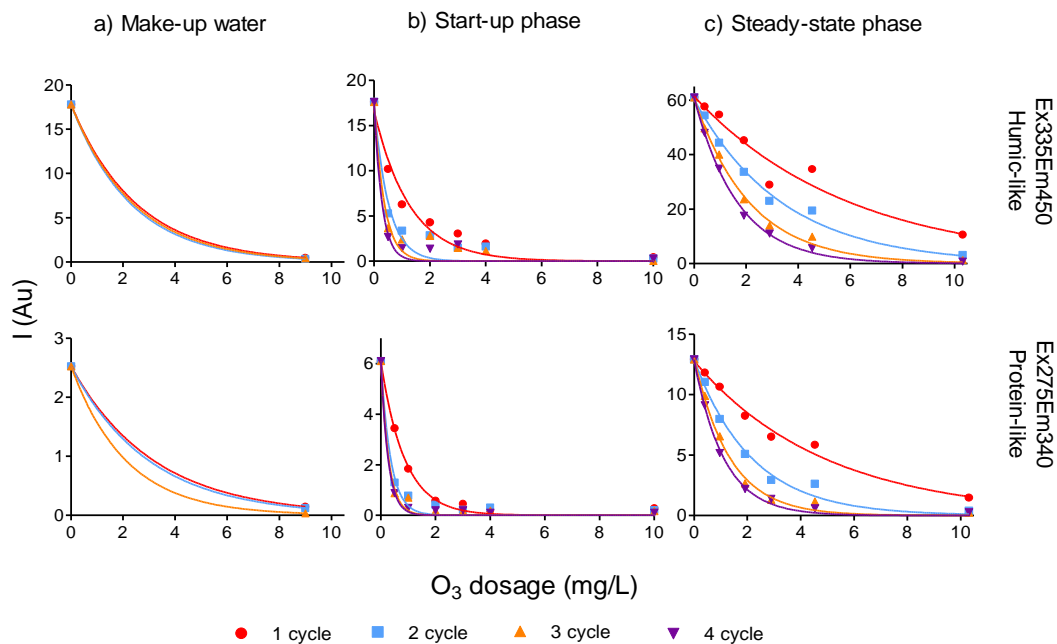 a) Make-up water
b) Start-up phase
c) Steady-state phase
20
15
10
5
0
0 2 4 6 8 10
20
15
10
5
0
0 2 4 6 8 10
60
40
20
0
0 2 4 6 8 10
Ex335Em450
Humic-like
I (Au)
3
2
1
0
0 2 4 6 8 10
6
4
2
0
0 2 4 6 8 10
15
10
5
0
0 2 4 6 8 10
Ex275Em340
Protein-like
O₃ dosage (mg/L)
1 cycle 2 cycle 3 cycle 4 cycle